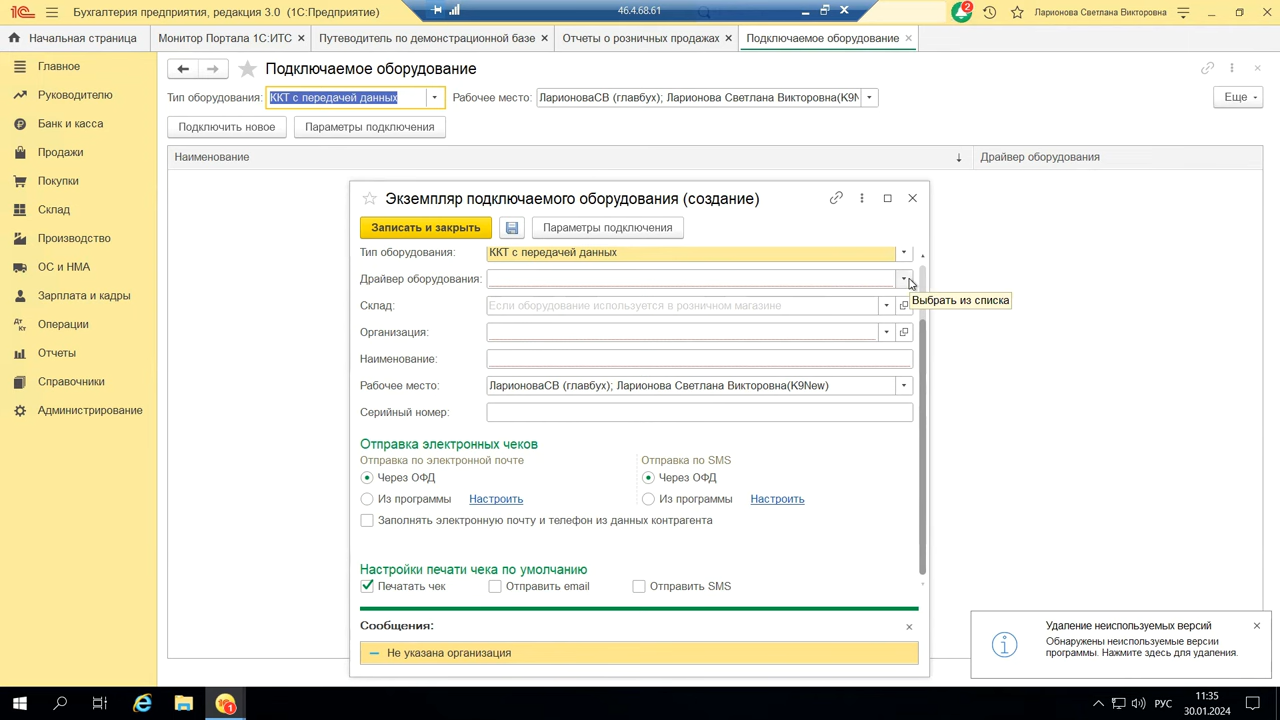 Бухгалтерия предприятия, редакция 3.0 (1С:Предприятие)
46.4.68.61
2
Ларионова Светлана Викторовна
Начальная страница
Монитор Портала 1С:ИТС
Путеводитель по демонстрационной базе
Отчеты о розничных продажах
Подключаемое оборудование
Главное
Руководителю
Банк и касса
Продажи
Покупки
Склад
Производство
ОС и НМА
Зарплата и кадры
Операции
Отчеты
Справочники
Администрирование
Подключаемое оборудование
Тип оборудования: ККТ с передачей данных
Рабочее место: ЛарионоваСВ (главбух); Ларионова Светлана Викторовна(K9N
Еще
Подключить новое
Параметры подключения
Наименование
Драйвер оборудования
Экземпляр подключаемого оборудования (создание)
Записать и закрыть
Параметры подключения
Тип оборудования: ККТ с передачей данных
Драйвер оборудования:
Выбрать из списка
Склад: Если оборудование используется в розничном магазине
Организация:
Наименование:
Рабочее место: ЛарионоваСВ (главбух); Ларионова Светлана Викторовна(K9New)
Серийный номер:
Отправка электронных чеков
Отправка по электронной почте
Отправка по SMS
Через ОФД
Через ОФД
Из программы Настроить
Из программы Настроить
Заполнять электронную почту и телефон из данных контрагента
Настройки печати чека по умолчанию
Печатать чек
Отправить email
Отправить SMS
Сообщения:
Не указана организация
Удаление неиспользуемых версий
Обнаружены неиспользуемые версии
программы. Нажмите здесь для удаления.
РУС
11:35
30.01.2024